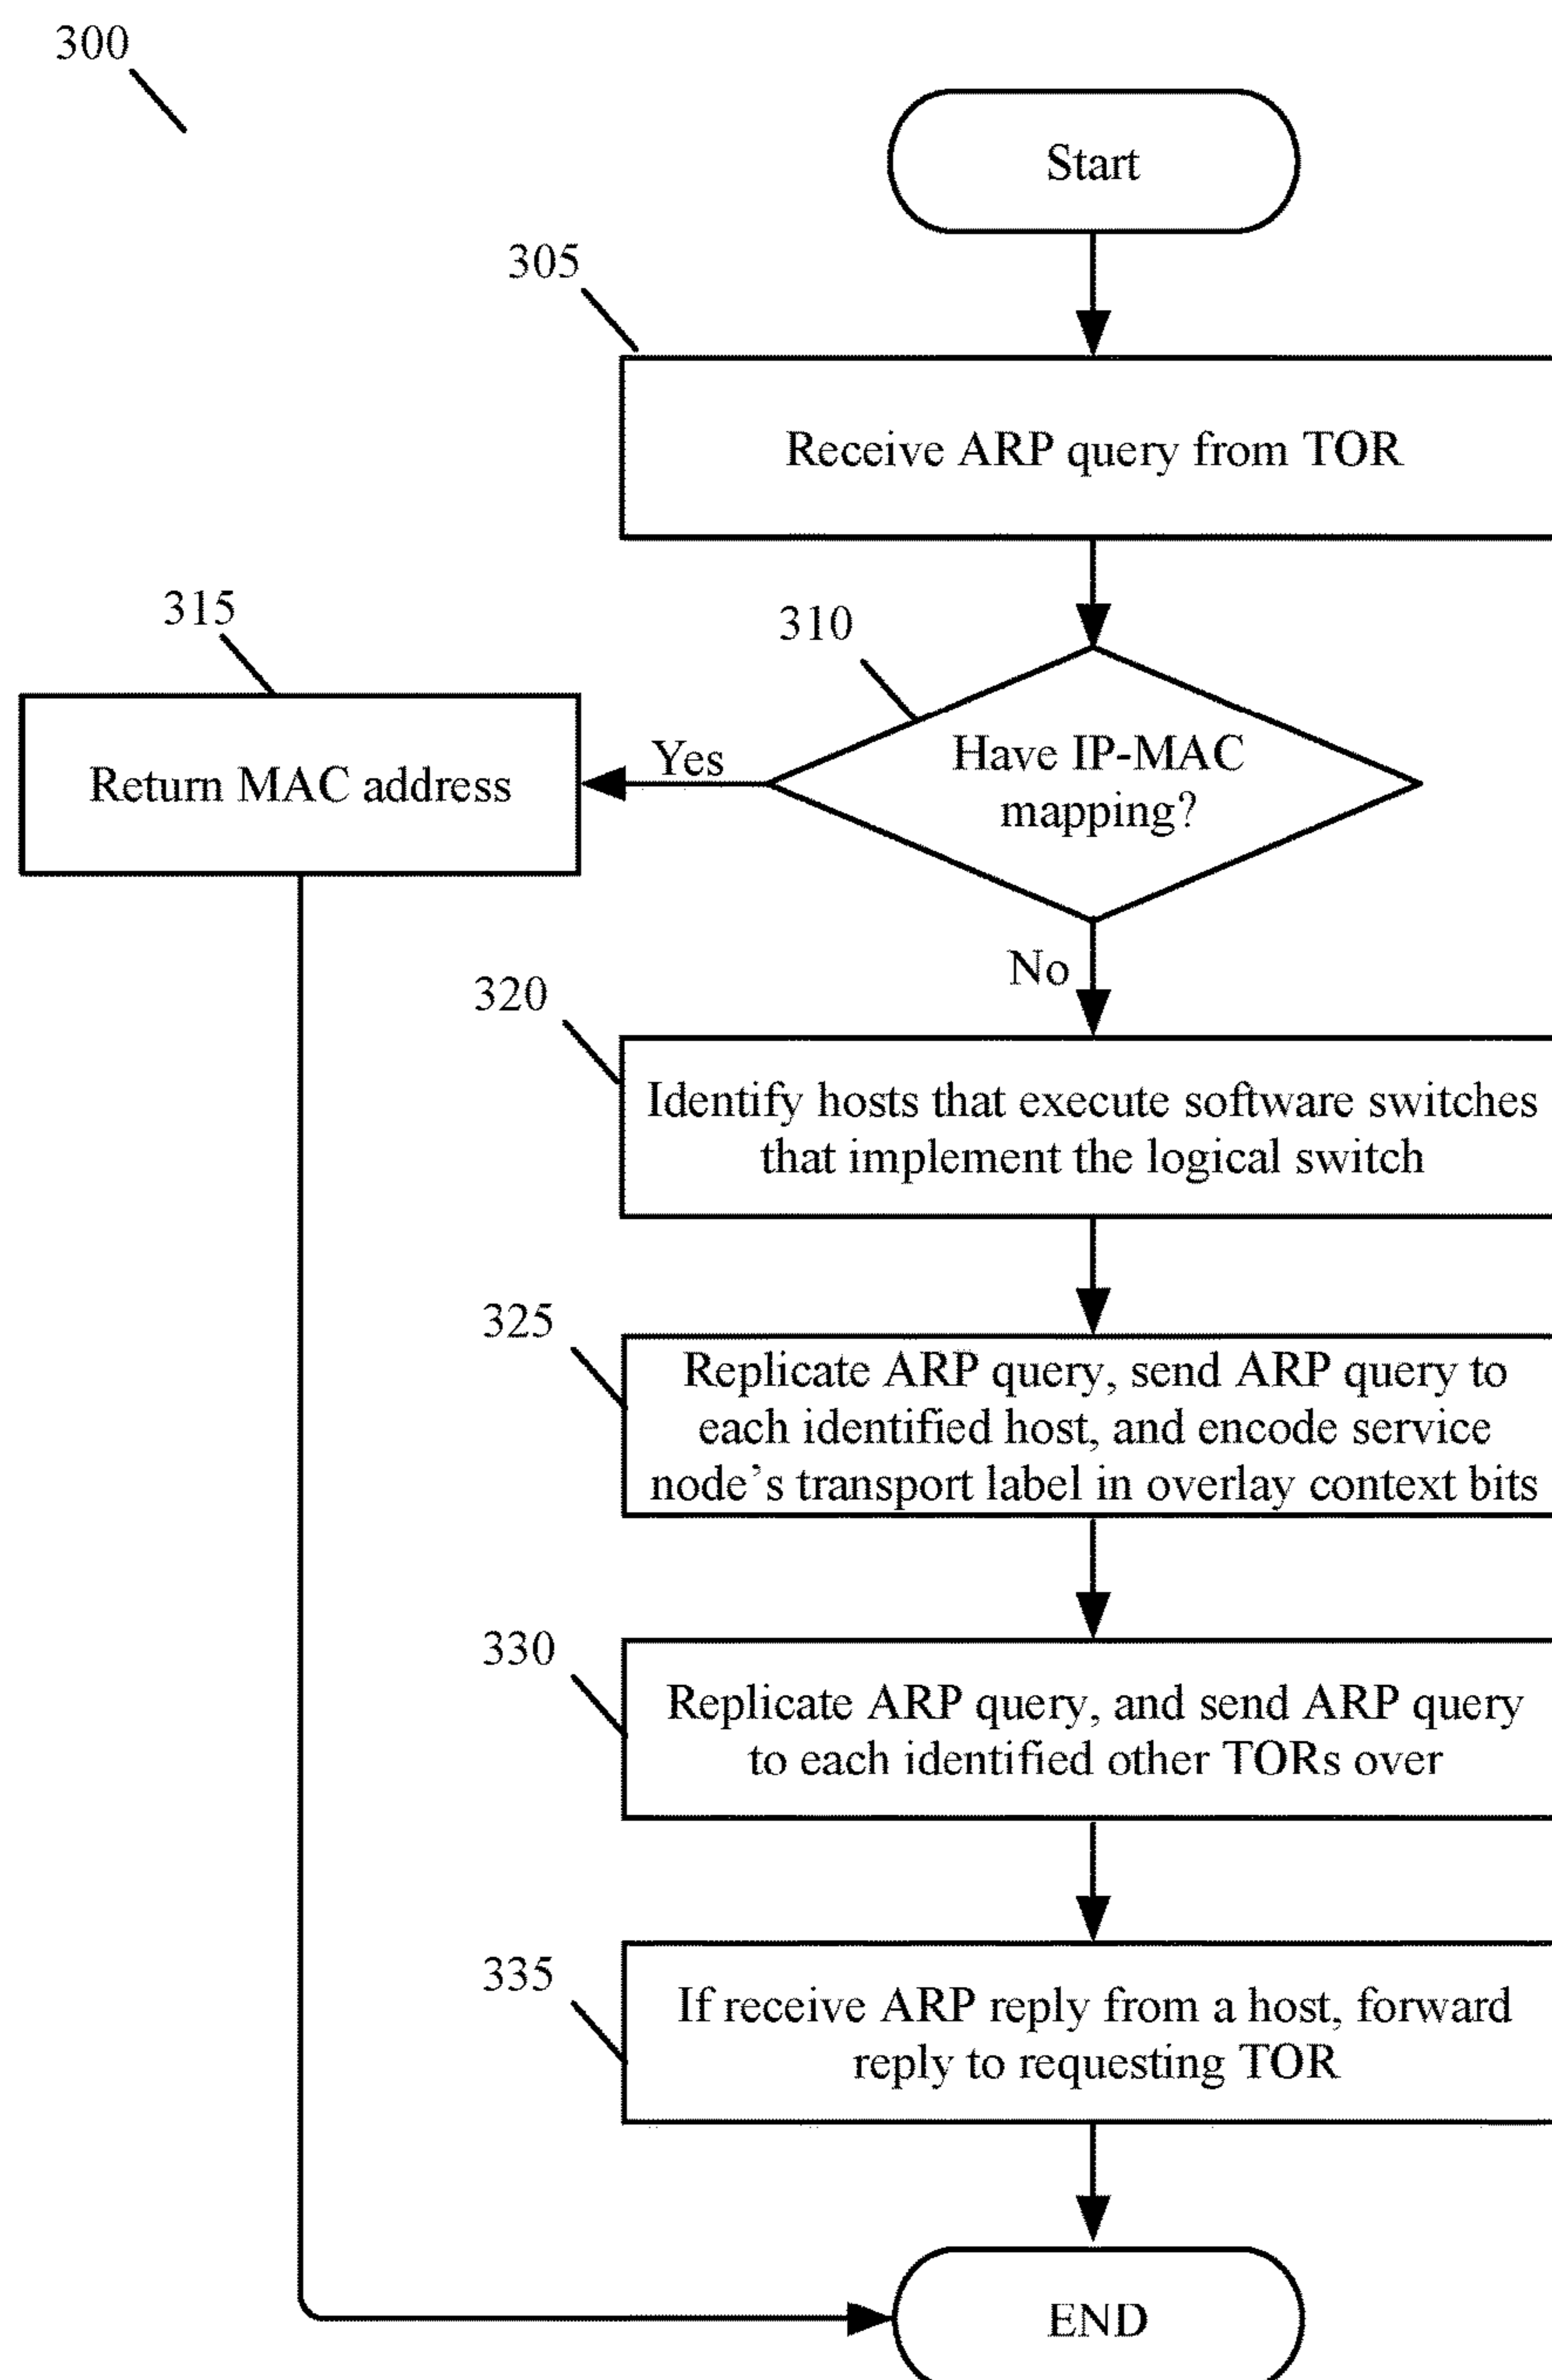 300
Start
305
Receive ARP query from TOR
310
Have IP-MAC
mapping?
Yes
315
Return MAC address
No
320
Identify hosts that execute software switches
that implement the logical switch
325
Replicate ARP query, send ARP query to
each identified host, and encode service
node’s transport label in overlay context bits
330
Replicate ARP query, and send ARP query
to each identified other TORs over
335
If receive ARP reply from a host, forward
reply to requesting TOR
END